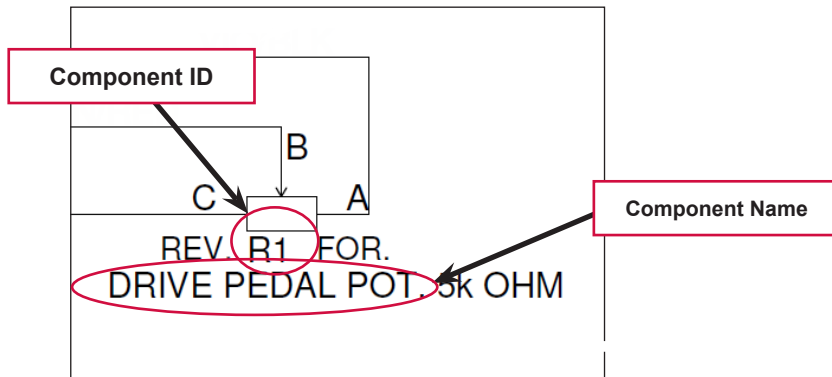 Component ID
B
C
A
Component Name
REV. R1 FOR.
DRIVE PEDAL POT. 5k OHM